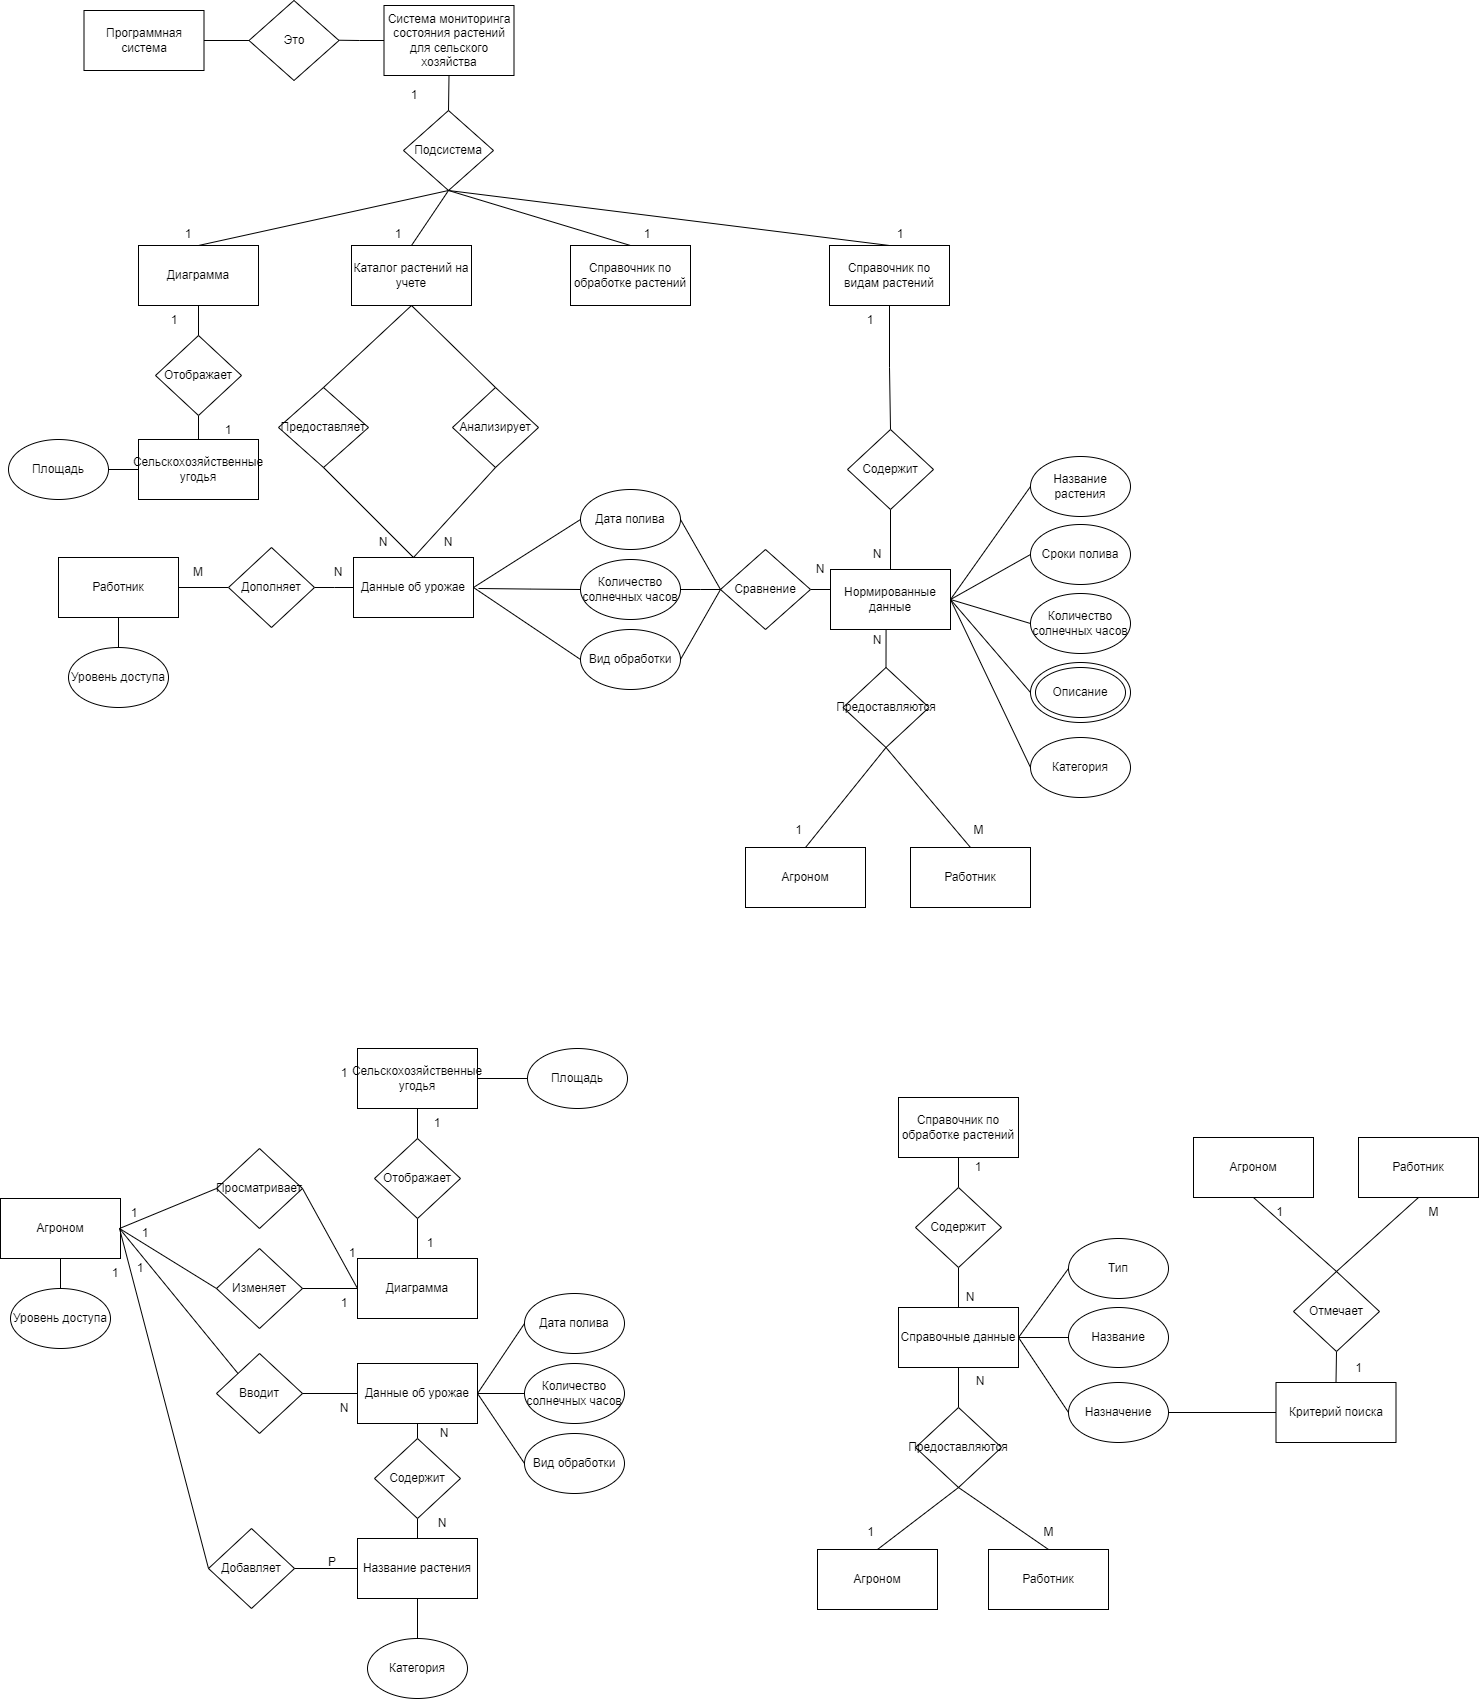 Программная
система
Это
Система мониторинга
состояния растений
для сельского
хозяйства
1
Подсистема
1
1
1
1
Диаграмма
Каталог растений на
учете
Справочник по
обработке растений
Справочник по
видам растений
1
1
Отображает
Предоставляет
Анализирует
1
Содержит
Площадь
Сельскохозяйственные
угодья
Название
растения
Дата полива
N
N
N
Сроки полива
M
N
N
Работник
Дополняет
Данные об урожае
Количество
солнечных часов
Сравнение
Нормированные
данные
Количество
солнечных часов
N
Вид обработки
Уровень доступа
Описание
Предоставляются
Категория
1
M
Агроном
Работник
1
Сельскохозяйственные
угодья
Площадь
1
Справочник по
обработке растений
1
Агроном
Работник
Отображает
Просматривает
1
1
1
M
Агроном
1
Содержит
1
1
1
1
Тип
Изменяет
Диаграмма
N
1
Уровень доступа
Отмечает
Дата полива
Справочные данные
Название
1
N
Вводит
Данные об урожае
Количество
солнечных часов
N
Назначение
Критерий поиска
N
Предоставляются
Вид обработки
Содержит
N
1
M
P
Добавляет
Название растения
Агроном
Работник
Категория